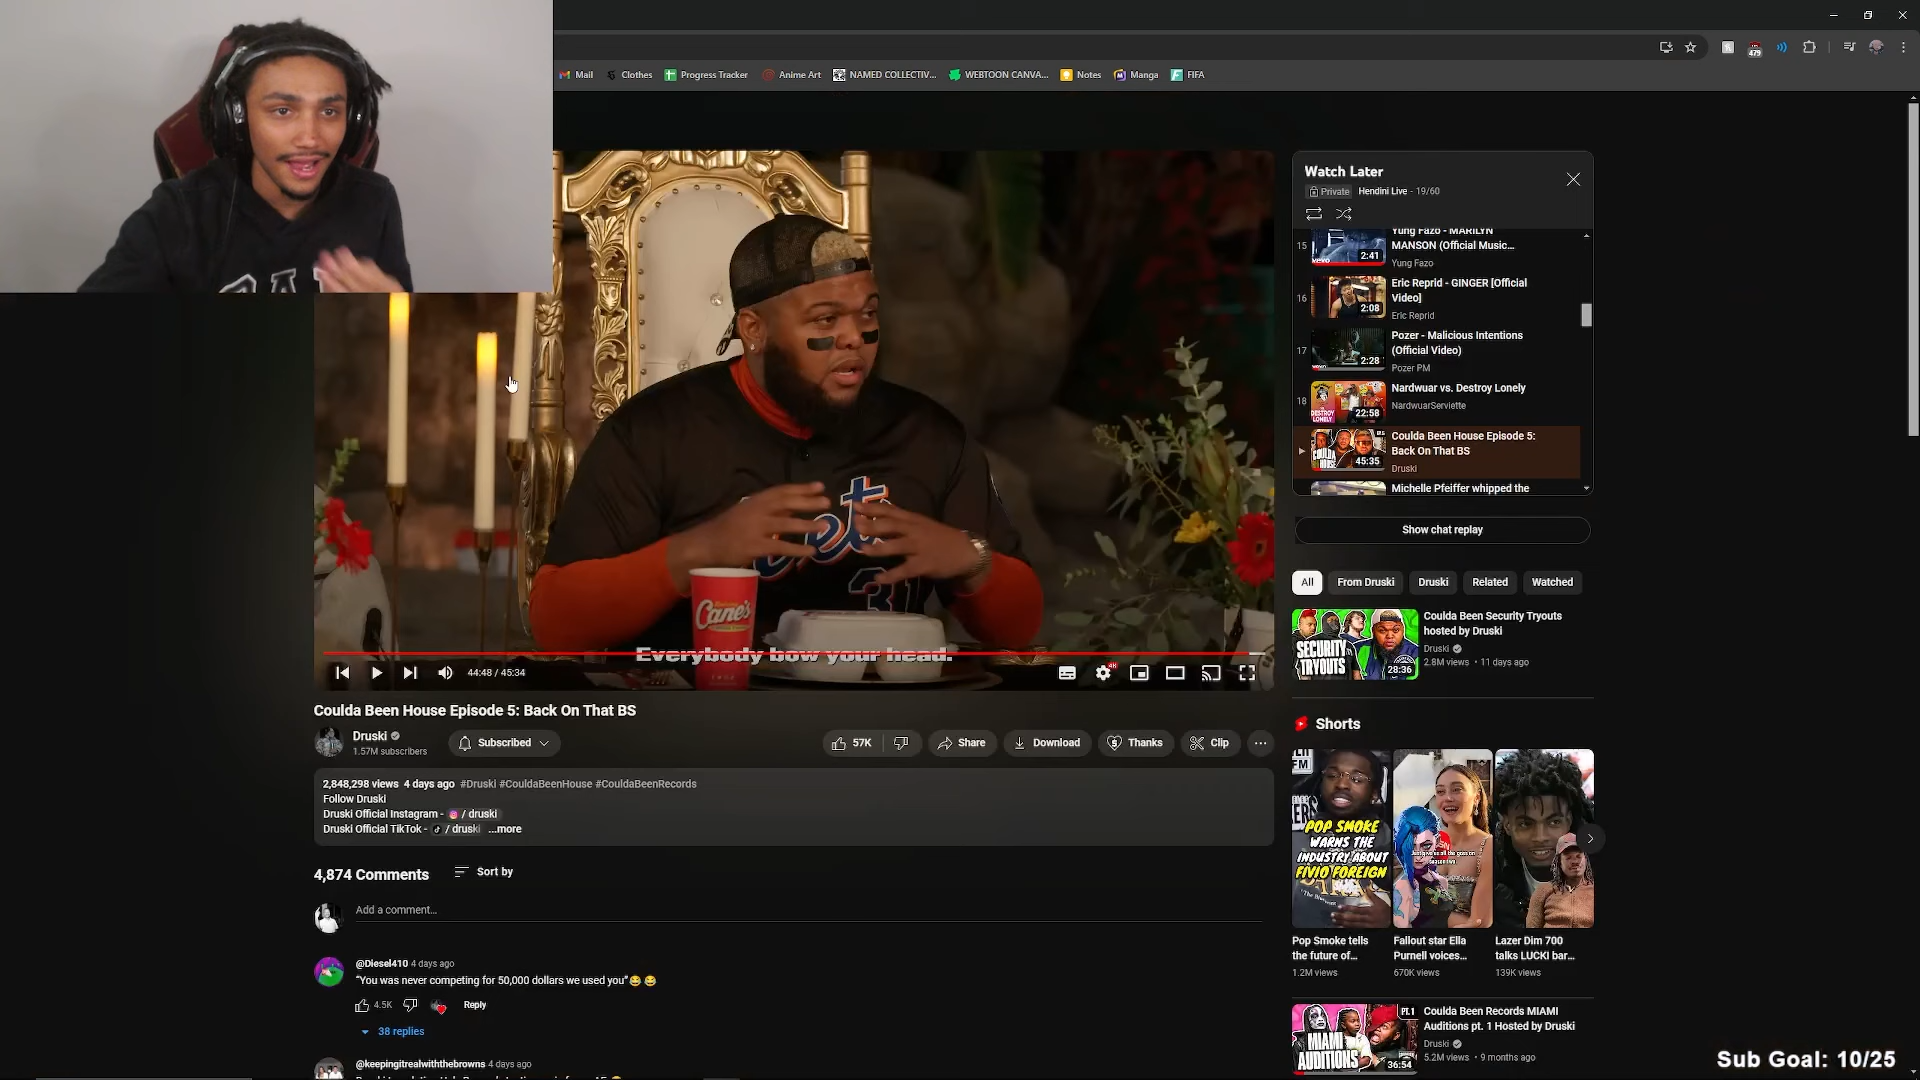 479
Mail
Clothes
Progress Tracker
Anime Art
NAMED COLLECTIV...
WEBTOON CANVA...
Notes
Manga
FIFA
Cane's
31
Everybody bow your head.
44:48 / 45:34
4K
Coulda Been House Episode 5: Back On That BS
Druski
1.57M subscribers
Subscribed
57K
Share
Download
Thanks
Clip
2,848,298 views 4 days ago #Druski #CouldaBeenHouse #CouldaBeenRecords
Follow Druski
Druski Official Instagram - / druski
Druski Official TikTok - / druski ...more
4,874 Comments
Sort by
Add a comment...
@Diesel410 4 days ago
"You was never competing for 50,000 dollars we used you"😂 😂
4.5K
Reply
38 replies
@keepingitrealwiththebrowns 4 days ago
Watch Later
Private
Hendini Live - 19/60
15
2:41
Yung Fazo - MARILYN
MANSON (Official Music...
Yung Fazo
16
2:08
Eric Reprid - GINGER [Official
Video]
Eric Reprid
17
2:28
Pozer - Malicious Intentions
(Official Video)
Pozer PM
18
DESTROY
LONELY
22:58
Nardwuar vs. Destroy Lonely
NardwuarServiette
COULDA
HOUSE
45:35
Coulda Been House Episode 5:
Back On That BS
Druski
Michelle Pfeiffer whipped the
Show chat replay
All
From Druski
Druski
Related
Watched
SECURITY
TRYOUTS
28:36
Coulda Been Security Tryouts
hosted by Druski
Druski
2.8M views • 11 days ago
Shorts
POP SMOKE
WARNS THE
INDUSTRY ABOUT
FIVIO FOREIGN
Pop Smoke tells
the future of...
1.2M views
Fallout star Ella
Purnell voices...
670K views
Lazer Dim 700
talks LUCKI bar...
139K views
PT.1
MIAMI
AUDITIONS
36:54
Coulda Been Records MIAMI
Auditions pt. 1 Hosted by Druski
Druski
5.2M views • 9 months ago
Sub Goal: 10/25